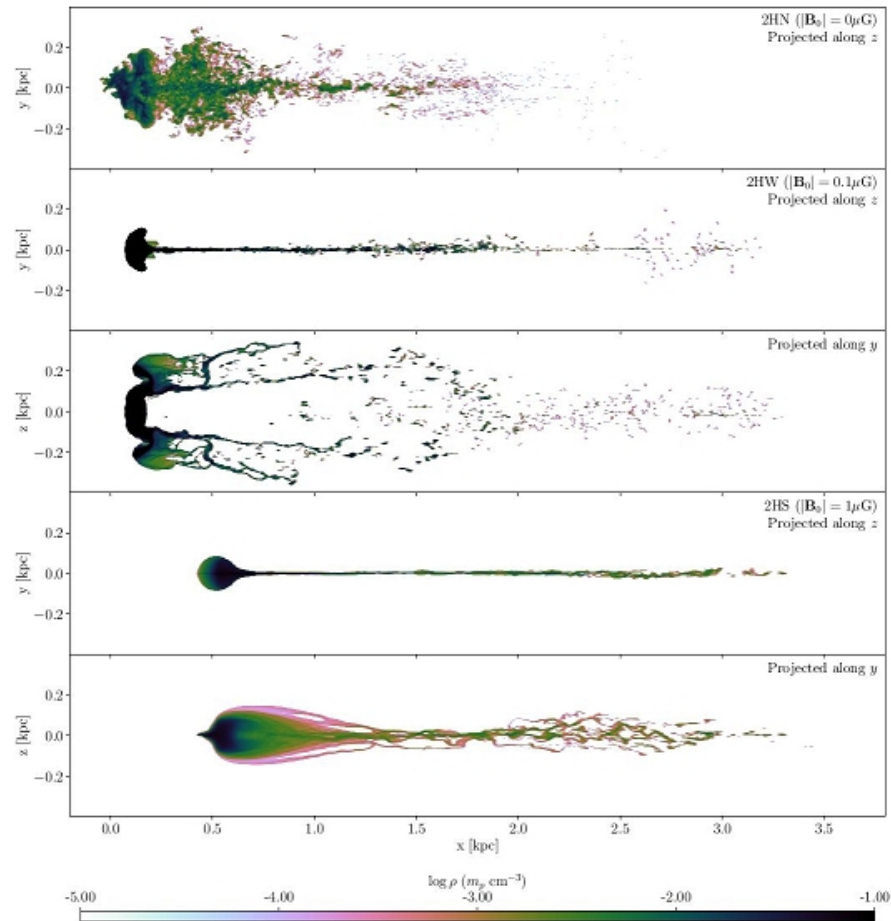 2HN (|B₀| = 0μG)
Projected along z
y [kpc]
0.2
0.0
−0.2
2HW (|B₀| = 0.1μG)
Projected along z
y [kpc]
0.2
0.0
−0.2
Projected along y
z [kpc]
0.2
0.0
−0.2
2HS (|B₀| = 1μG)
Projected along z
y [kpc]
0.2
0.0
−0.2
Projected along y
z [kpc]
0.2
0.0
−0.2
0.0 0.5 1.0 1.5 2.0 2.5 3.0 3.5
x [kpc]
log ρ (mₚ cm⁻³)
-5.00 -4.00 -3.00 -2.00 -1.00